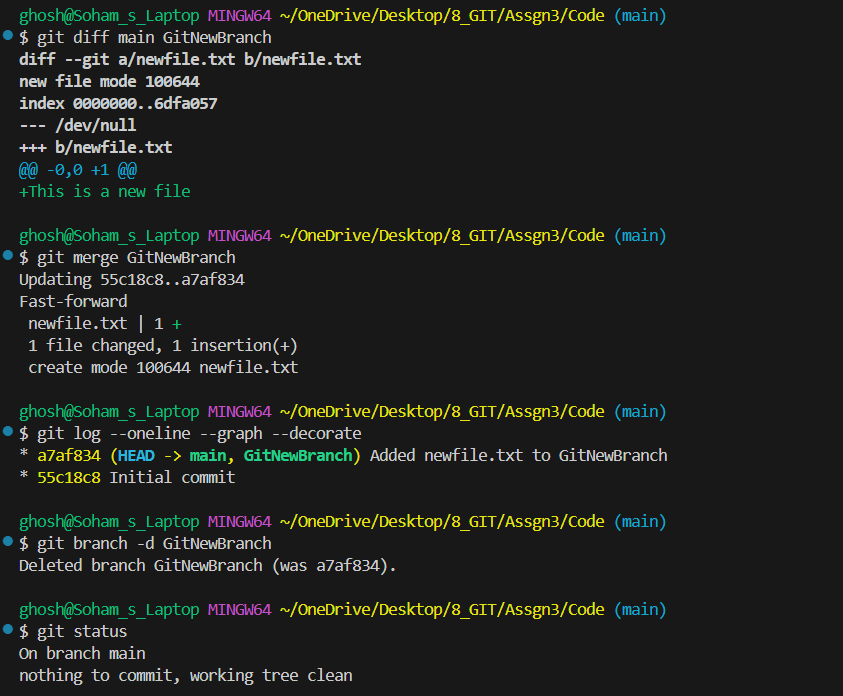 ghosh@Soham_s_Laptop MINGW64 ~/OneDrive/Desktop/8_GIT/Assgn3/Code (main)
$ git diff main GitNewBranch
diff --git a/newfile.txt b/newfile.txt
new file mode 100644
index 0000000..6dfa057
--- /dev/null
+++ b/newfile.txt
@@ -0,0 +1 @@
+This is a new file
ghosh@Soham_s_Laptop MINGW64 ~/OneDrive/Desktop/8_GIT/Assgn3/Code (main)
$ git merge GitNewBranch
Updating 55c18c8..a7af834
Fast-forward
 newfile.txt | 1 +
 1 file changed, 1 insertion(+)
 create mode 100644 newfile.txt
ghosh@Soham_s_Laptop MINGW64 ~/OneDrive/Desktop/8_GIT/Assgn3/Code (main)
$ git log --oneline --graph --decorate
* a7af834 (HEAD -> main, GitNewBranch) Added newfile.txt to GitNewBranch
* 55c18c8 Initial commit
ghosh@Soham_s_Laptop MINGW64 ~/OneDrive/Desktop/8_GIT/Assgn3/Code (main)
$ git branch -d GitNewBranch
Deleted branch GitNewBranch (was a7af834).
ghosh@Soham_s_Laptop MINGW64 ~/OneDrive/Desktop/8_GIT/Assgn3/Code (main)
$ git status
On branch main
nothing to commit, working tree clean